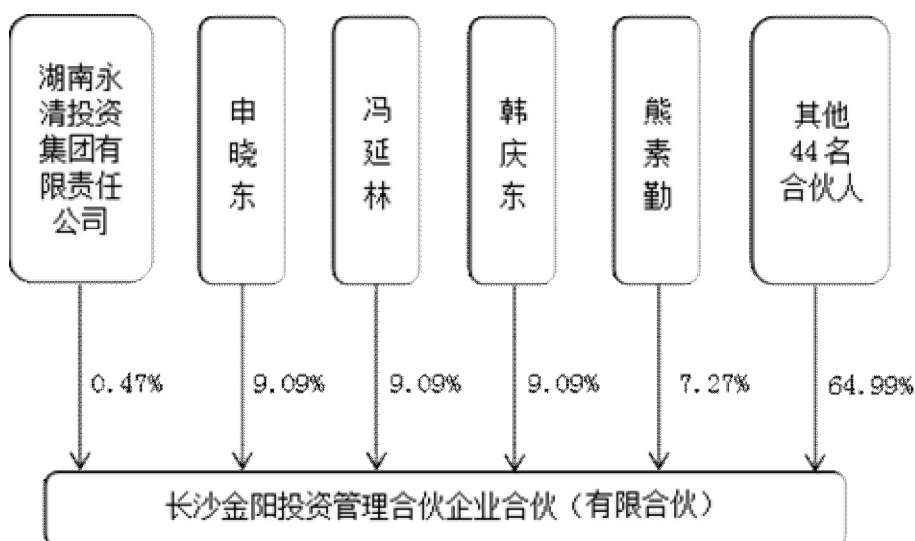 湖南永
清投资
集团有
限责任
公司
申
晓
东
冯
延
林
韩
庆
东
熊
素
勤
其他
44名
合伙人
0.47%
9.09%
9.09%
9.09%
7.27%
64.99%
长沙金阳投资管理合伙企业合伙（有限合伙）